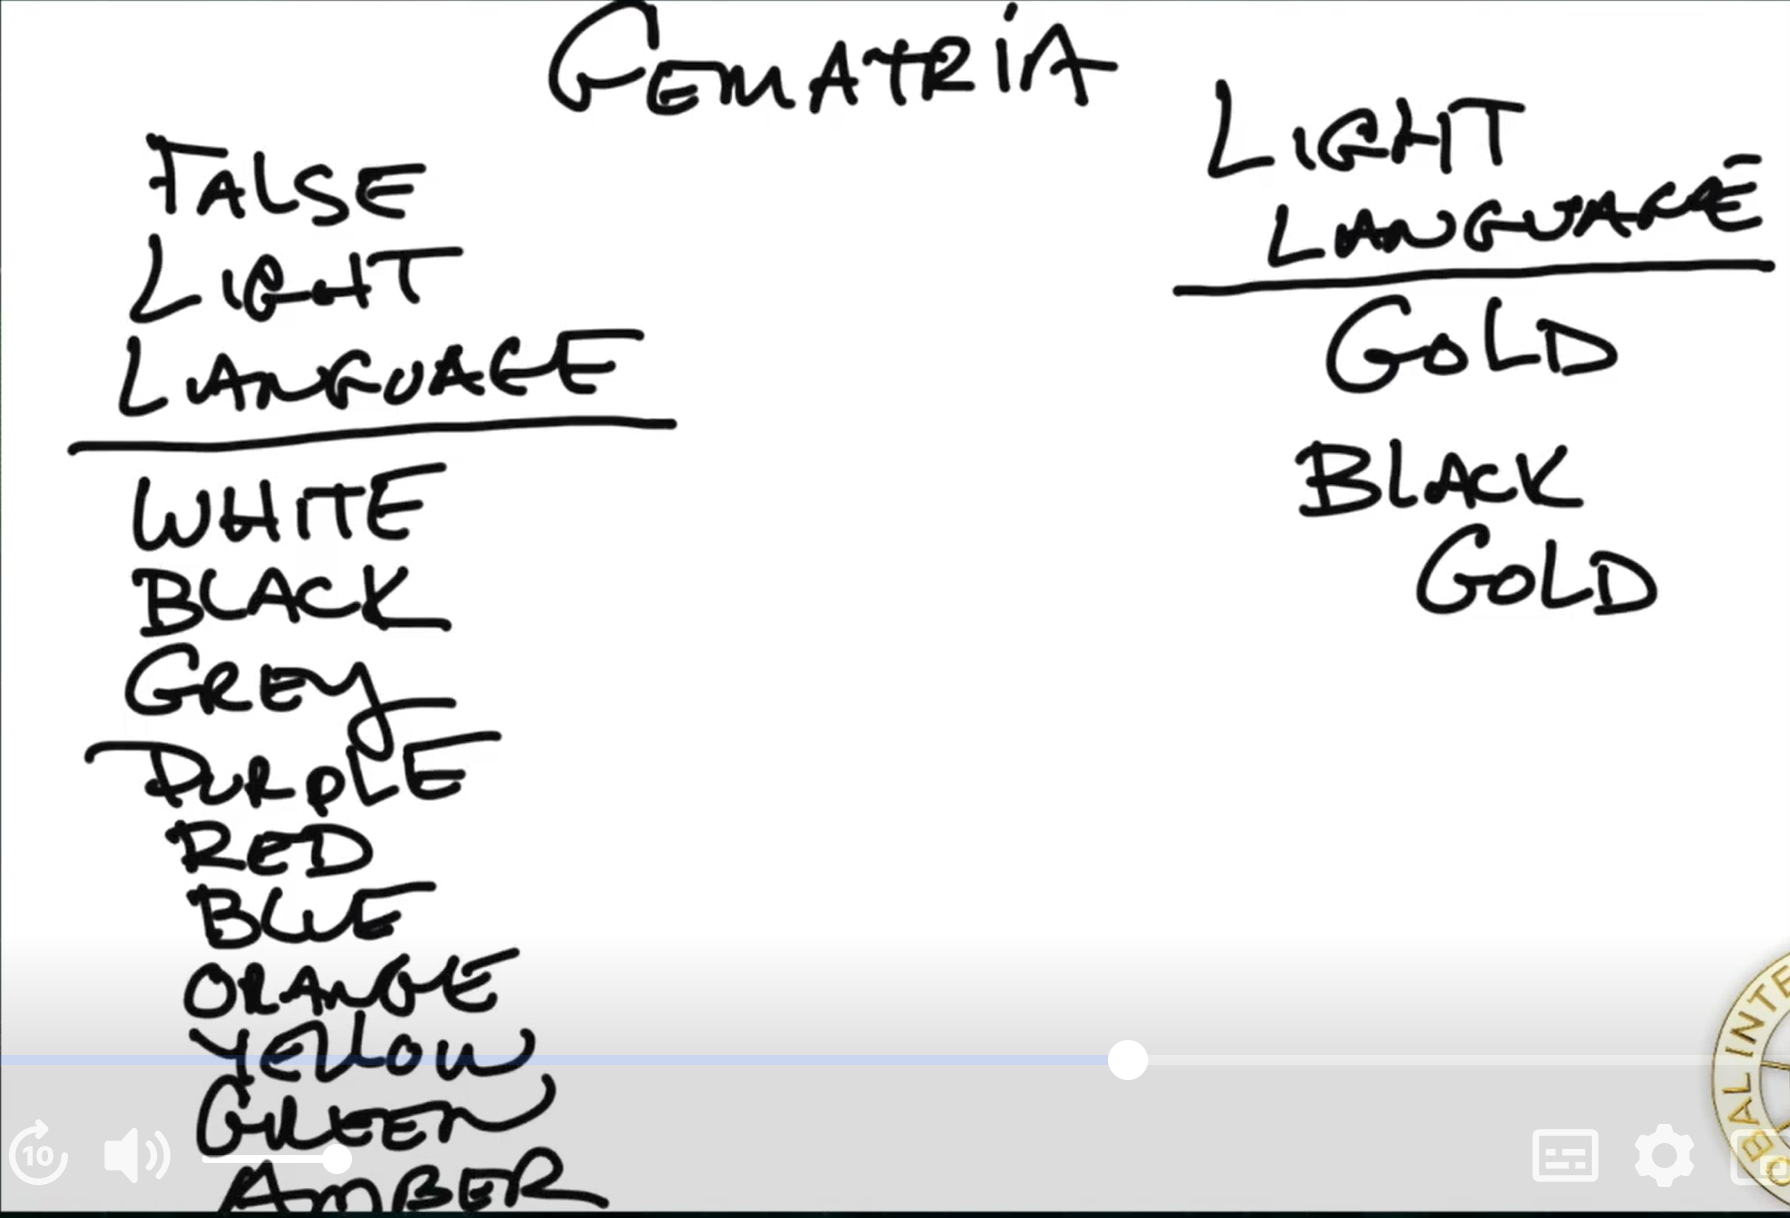 GEMATRIA
FALSE
LIGHT
LANGUAGE
WHITE
BLACK
GREY
PURPLE
RED
BLUE
ORANGE
YELLOW
GREEN
AMBER
LIGHT
LANGUAGE
GOLD
BLACK
GOLD
10
BAL INTE